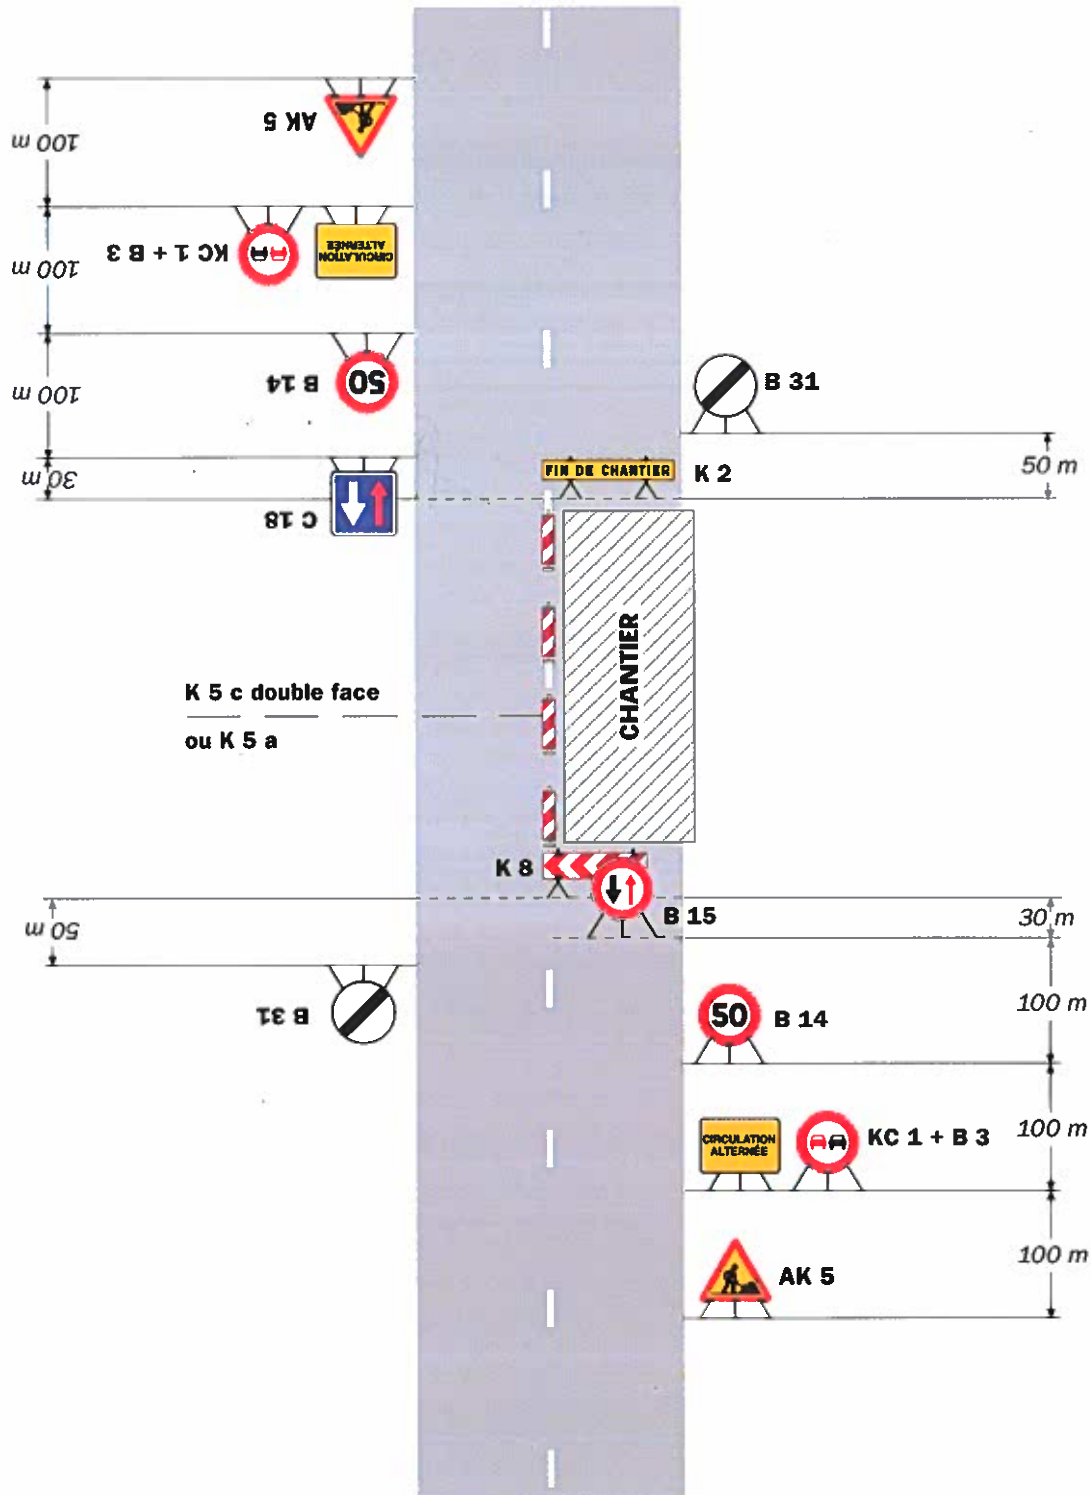 AK 5
100 m
KC 1 + B 3
CIRCULATION
ALTERNÉE
100 m
B 14
50
100 m
B 31
50 m
30 m
C 18
FIN DE CHANTIER
K 2
CHANTIER
K 5 c double face
ou K 5 a
K 8
B 15
30 m
50 m
B 31
50
B 14
100 m
CIRCULATION
ALTERNÉE
KC 1 + B 3
100 m
AK 5
100 m